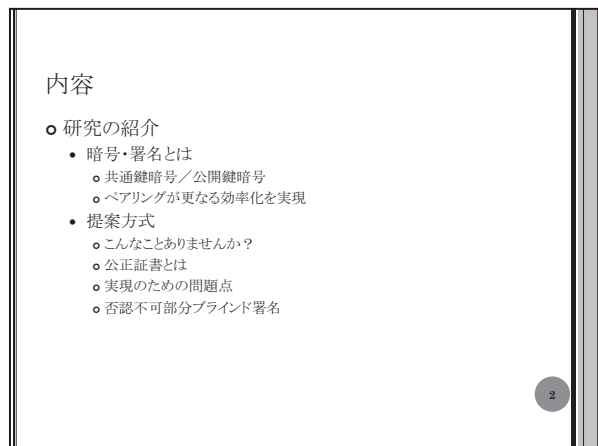 内容
研究の紹介
暗号・署名とは
共通鍵暗号／公開鍵暗号
ペアリングが更なる効率化を実現
提案方式
こんなことありませんか？
公正証書とは
実現のための問題点
否認不可部分ブラインド署名
2